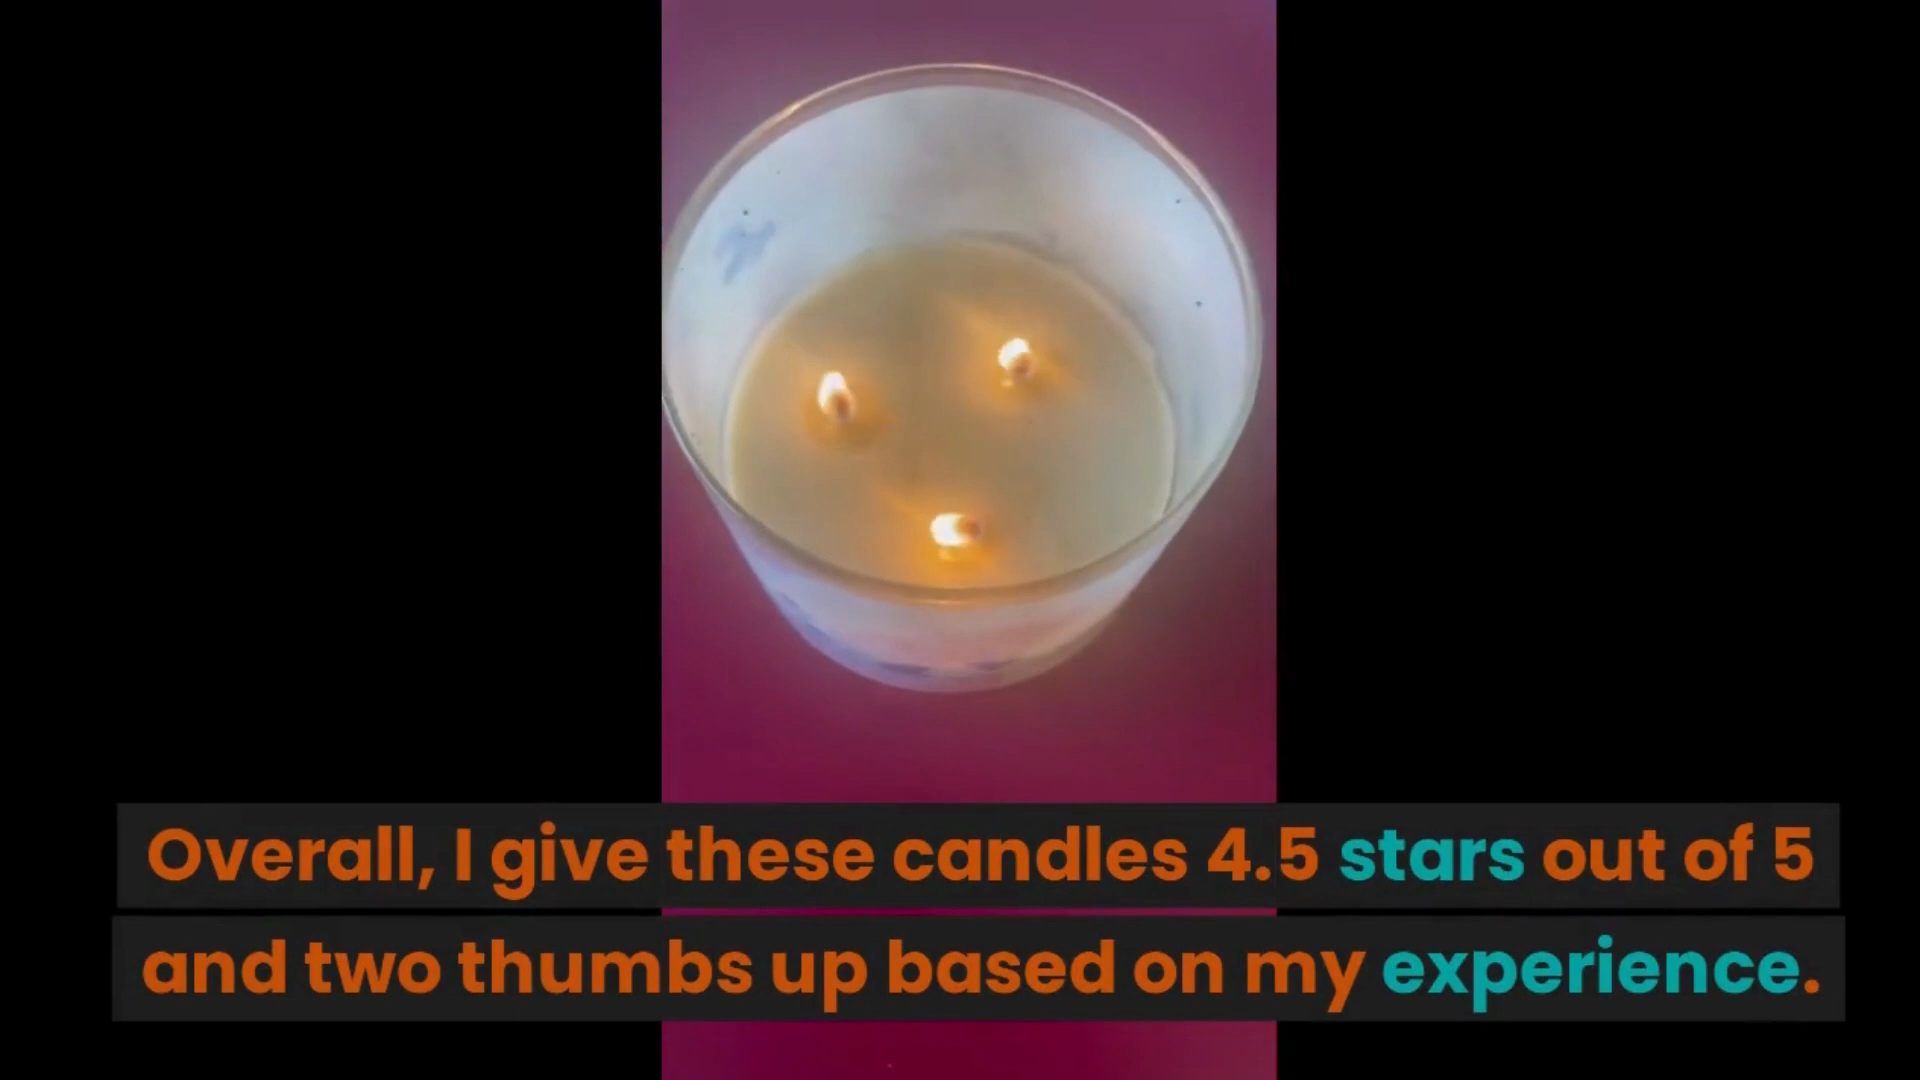 Overall, I give these candles 4.5 stars out of 5
and two thumbs up based on my experience.